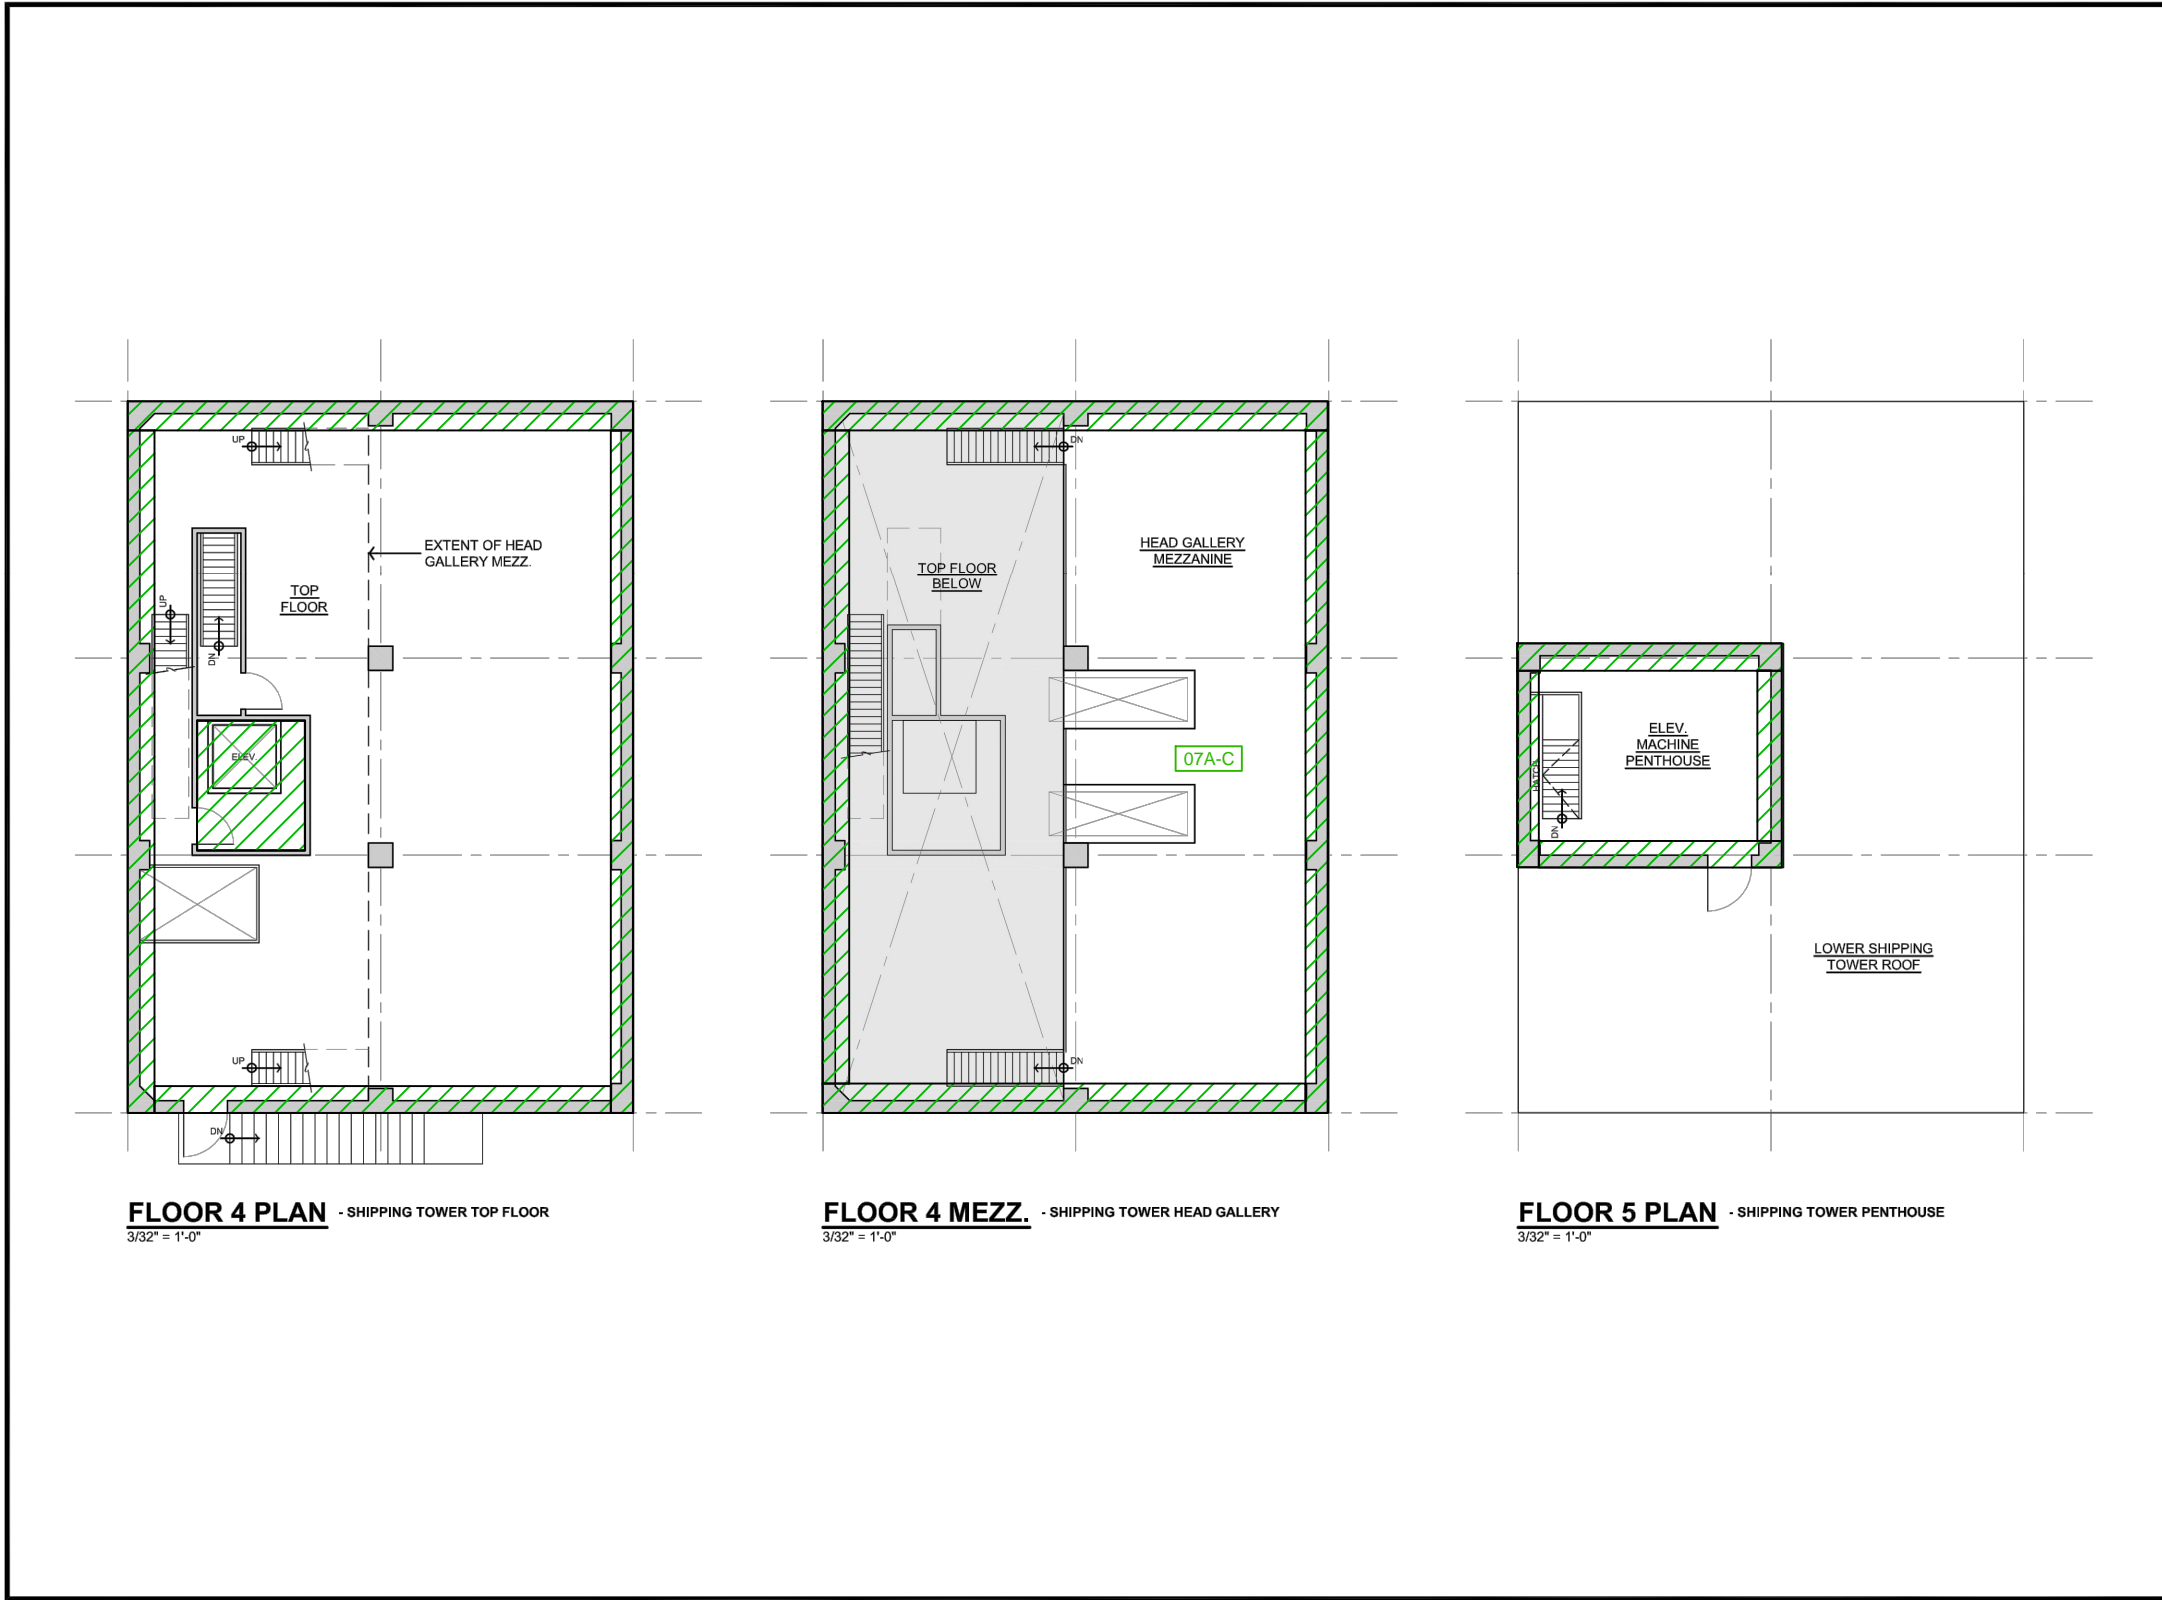 UP
EXTENT OF HEAD
GALLERY MEZZ.
TOP
FLOOR
UP
DN
ELEV.
UP
DN
FLOOR 4 PLAN - SHIPPING TOWER TOP FLOOR
3/32" = 1'-0"
DN
HEAD GALLERY
MEZZANINE
TOP FLOOR
BELOW
07A-C
DN
FLOOR 4 MEZZ. - SHIPPING TOWER HEAD GALLERY
3/32" = 1'-0"
ELEV.
MACHINE
PENTHOUSE
HATCH
DN
LOWER SHIPPING
TOWER ROOF
FLOOR 5 PLAN - SHIPPING TOWER PENTHOUSE
3/32" = 1'-0"